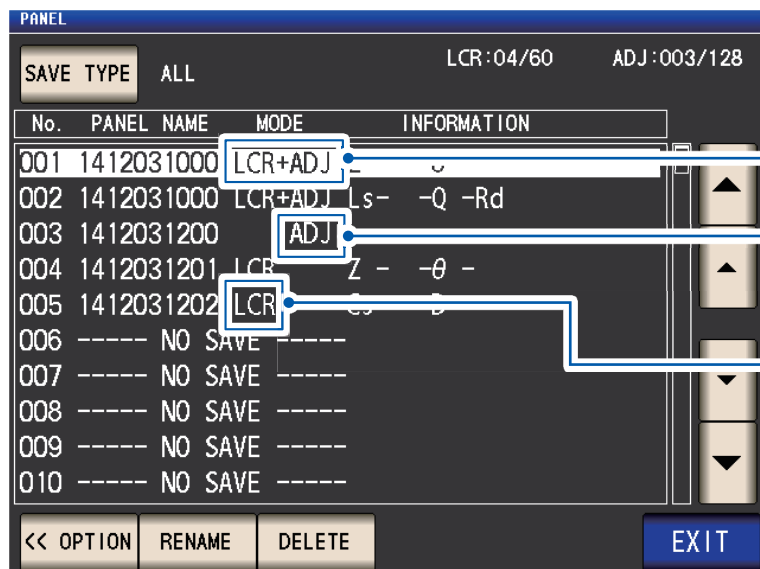 PANEL
SAVE TYPE ALL LCR:04/60 ADJ:003/128
No. PANEL NAME MODE INFORMATION
001 1412031000 LCR+ADJ
002 1412031000 LCR+ADJ Ls- -Q -Rd
003 1412031200 ADJ
004 1412031201 LCR Z - -θ -
005 1412031202 LCR
006 ----- NO SAVE -----
007 ----- NO SAVE -----
008 ----- NO SAVE -----
009 ----- NO SAVE -----
010 ----- NO SAVE -----
<< OPTION RENAME DELETE EXIT